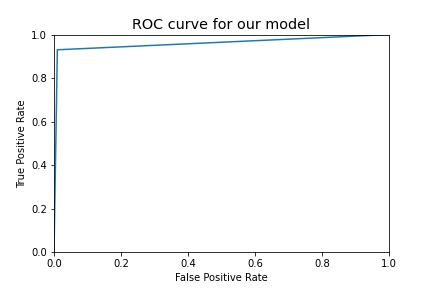 ROC curve for our model
1.0
0.8
0.6
0.4
0.2
0.0
True Positive Rate
0.0 0.2 0.4 0.6 0.8 1.0
False Positive Rate